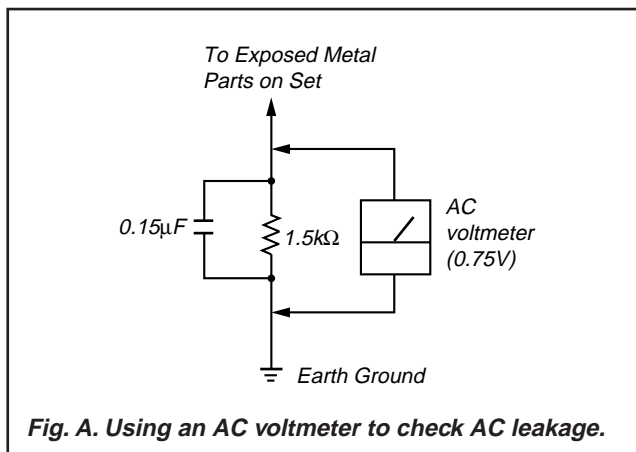 To Exposed Metal
Parts on Set
0.15µF
1.5kΩ
AC
voltmeter
(0.75V)
Earth Ground
Fig. A. Using an AC voltmeter to check AC leakage.